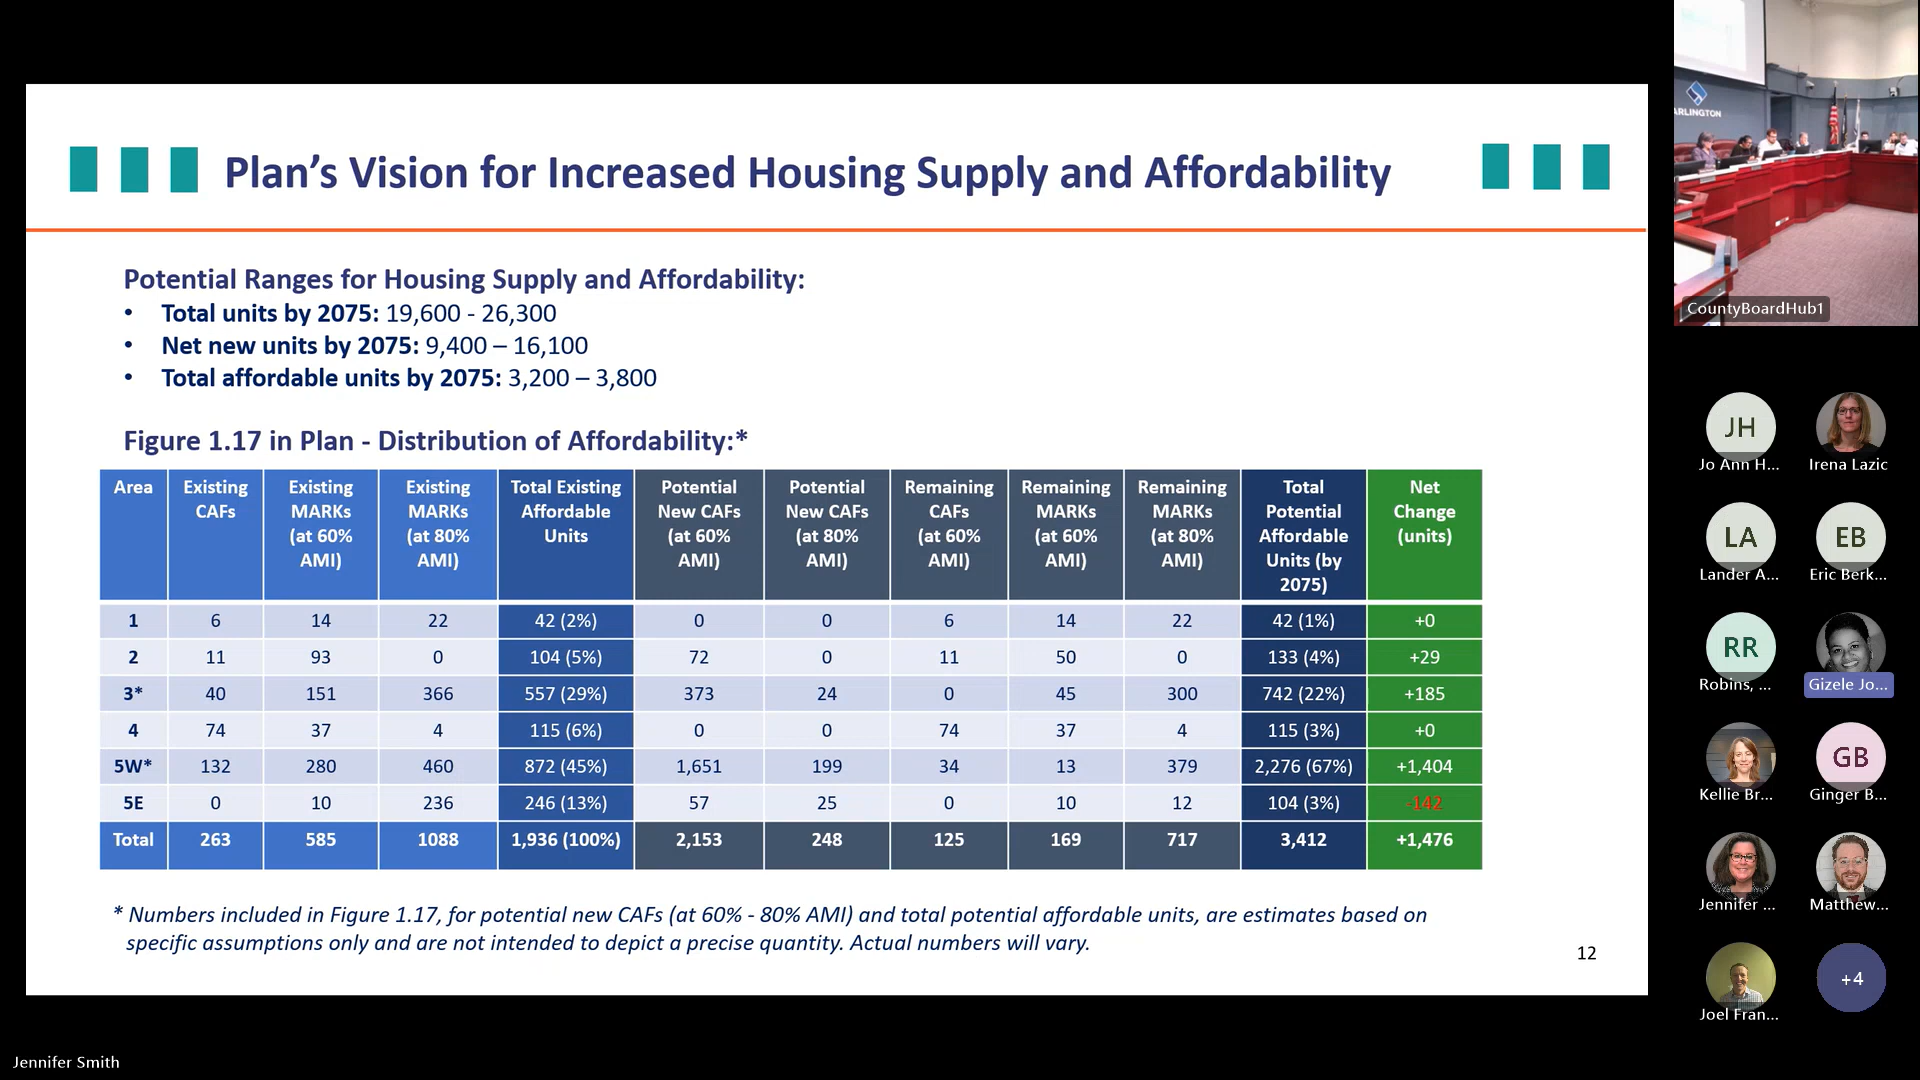 Plan's Vision for Increased Housing Supply and Affordability
Potential Ranges for Housing Supply and Affordability:
• Total units by 2075: 19,600 - 26,300
• Net new units by 2075: 9,400 – 16,100
• Total affordable units by 2075: 3,200 – 3,800
Figure 1.17 in Plan - Distribution of Affordability:*
Area Existing CAFs Existing MARKs (at 60% AMI) Existing MARKs (at 80% AMI) Total Existing Affordable Units Potential New CAFs (at 60% AMI) Potential New CAFs (at 80% AMI) Remaining CAFs (at 60% AMI) Remaining MARKs (at 60% AMI) Remaining MARKs (at 80% AMI) Total Potential Affordable Units (by 2075) Net Change (units)
1 6 14 22 42 (2%) 0 0 6 14 22 42 (1%) +0
2 11 93 0 104 (5%) 72 0 11 50 0 133 (4%) +29
3* 40 151 366 557 (29%) 373 24 0 45 300 742 (22%) +185
4 74 37 4 115 (6%) 0 0 74 37 4 115 (3%) +0
5W* 132 280 460 872 (45%) 1,651 199 34 13 379 2,276 (67%) +1,404
5E 0 10 236 246 (13%) 57 25 0 10 12 104 (3%) -142
Total 263 585 1088 1,936 (100%) 2,153 248 125 169 717 3,412 +1,476
* Numbers included in Figure 1.17, for potential new CAFs (at 60% - 80% AMI) and total potential affordable units, are estimates based on
specific assumptions only and are not intended to depict a precise quantity. Actual numbers will vary.
12
Jennifer Smith
ARLINGTON
CountyBoardHub1
JH
Jo Ann H...
Irena Lazic
LA
Lander A...
EB
Eric Berk...
RR
Robins, ...
Gizele Jo...
Kellie Br...
GB
Ginger B...
Jennifer ...
Matthew...
Joel Fran...
+4